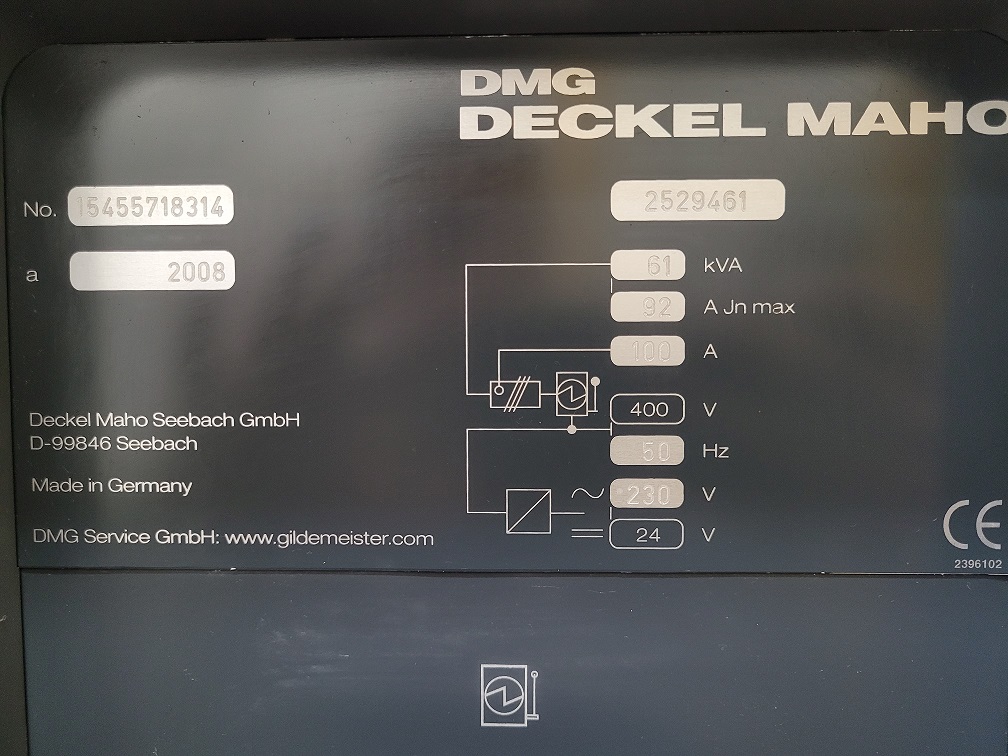 DMG
DECKEL MAHO
No. 15455718314
2529461
a 2008
61 kVA
92 A Jn max
100 A
400 V
50 Hz
230 V
24 V
Deckel Maho Seebach GmbH
D-99846 Seebach
Made in Germany
DMG Service GmbH: www.gildemeister.com
CE
2396102